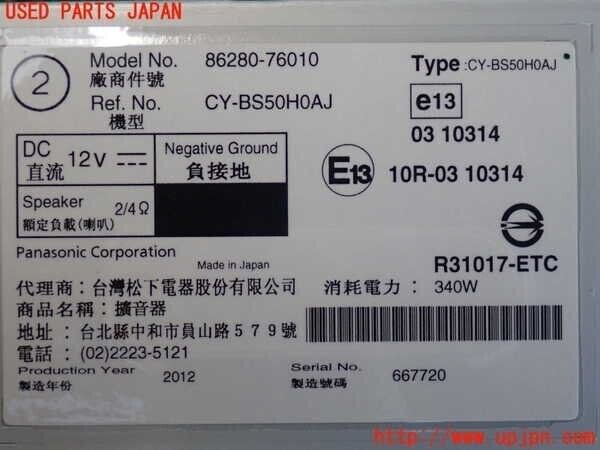 USED PARTS JAPAN
2
Model No. 86280-76010
廠商件號
Ref. No. CY-BS50H0AJ
機型
Type :CY-BS50H0AJ
e13
03 10314
DC
直流 12V
Negative Ground
負接地
E13 10R-03 10314
Speaker
額定負載(喇叭) 2/4Ω
R31017-ETC
Panasonic Corporation
Made in Japan
代理商：台灣松下電器股份有限公司
消耗電力： 340W
商品名稱：擴音器
地址： 台北縣中和市員山路５７９號
電話： (02)2223-5121
Production Year 2012
製造年份
Serial No. 667720
製造號碼
http://www.upjpn.com/